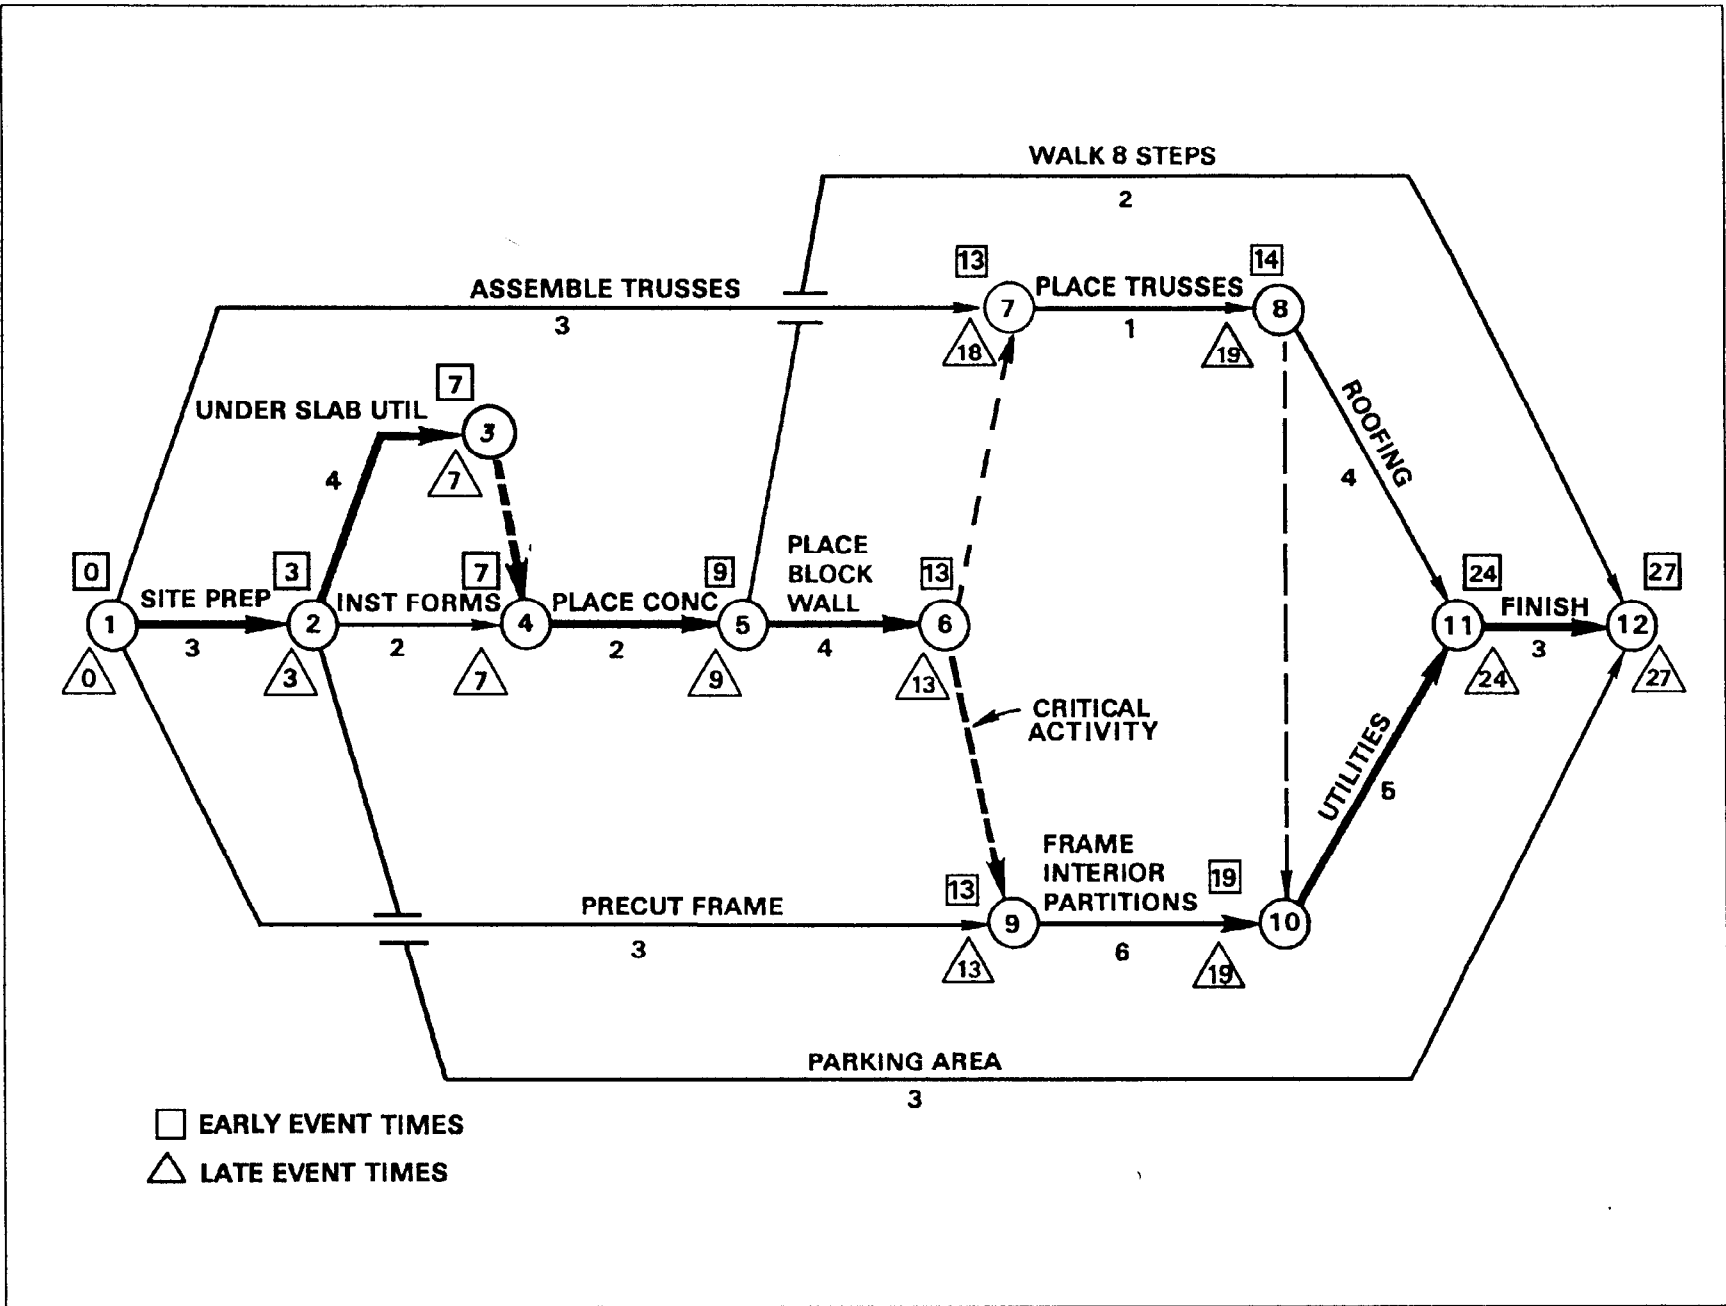 WALK 8 STEPS
2
13
PLACE TRUSSES
14
ASSEMBLE TRUSSES
3
7
1
8
18
19
7
UNDER SLAB UTIL
3
ROOFING
4
7
4
PLACE
BLOCK
WALL
0
3
7
9
13
24
27
SITE PREP
INST FORMS
PLACE CONC
FINISH
1
2
4
5
6
11
12
3
2
2
4
3
0
3
7
9
13
24
27
CRITICAL
ACTIVITY
UTILITIES
5
FRAME
INTERIOR
PARTITIONS
13
19
PRECUT FRAME
3
9
6
10
13
19
PARKING AREA
3
EARLY EVENT TIMES
LATE EVENT TIMES